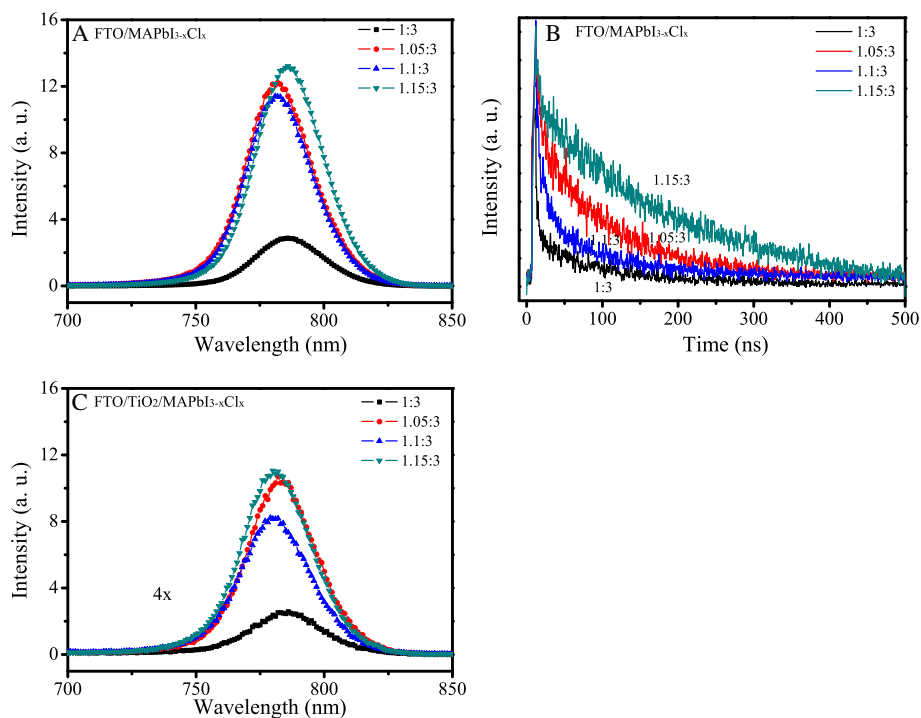 A FTO/MAPbI3-xClx
1:3
1.05:3
1.1:3
1.15:3
16
12
8
4
0
Intensity (a. u.)
700 750 800 850
Wavelength (nm)
B FTO/MAPbI3-xClx
1:3
1.05:3
1.1:3
1.15:3
1.15:3
1.1:3 1.05:3
1:3
Intensity (a. u.)
0 100 200 300 400 500
Time (ns)
C FTO/TiO2/MAPbI3-xClx
1:3
1.05:3
1.1:3
1.15:3
16
12
8
4
0
4x
Intensity (a. u.)
700 750 800 850
Wavelength (nm)